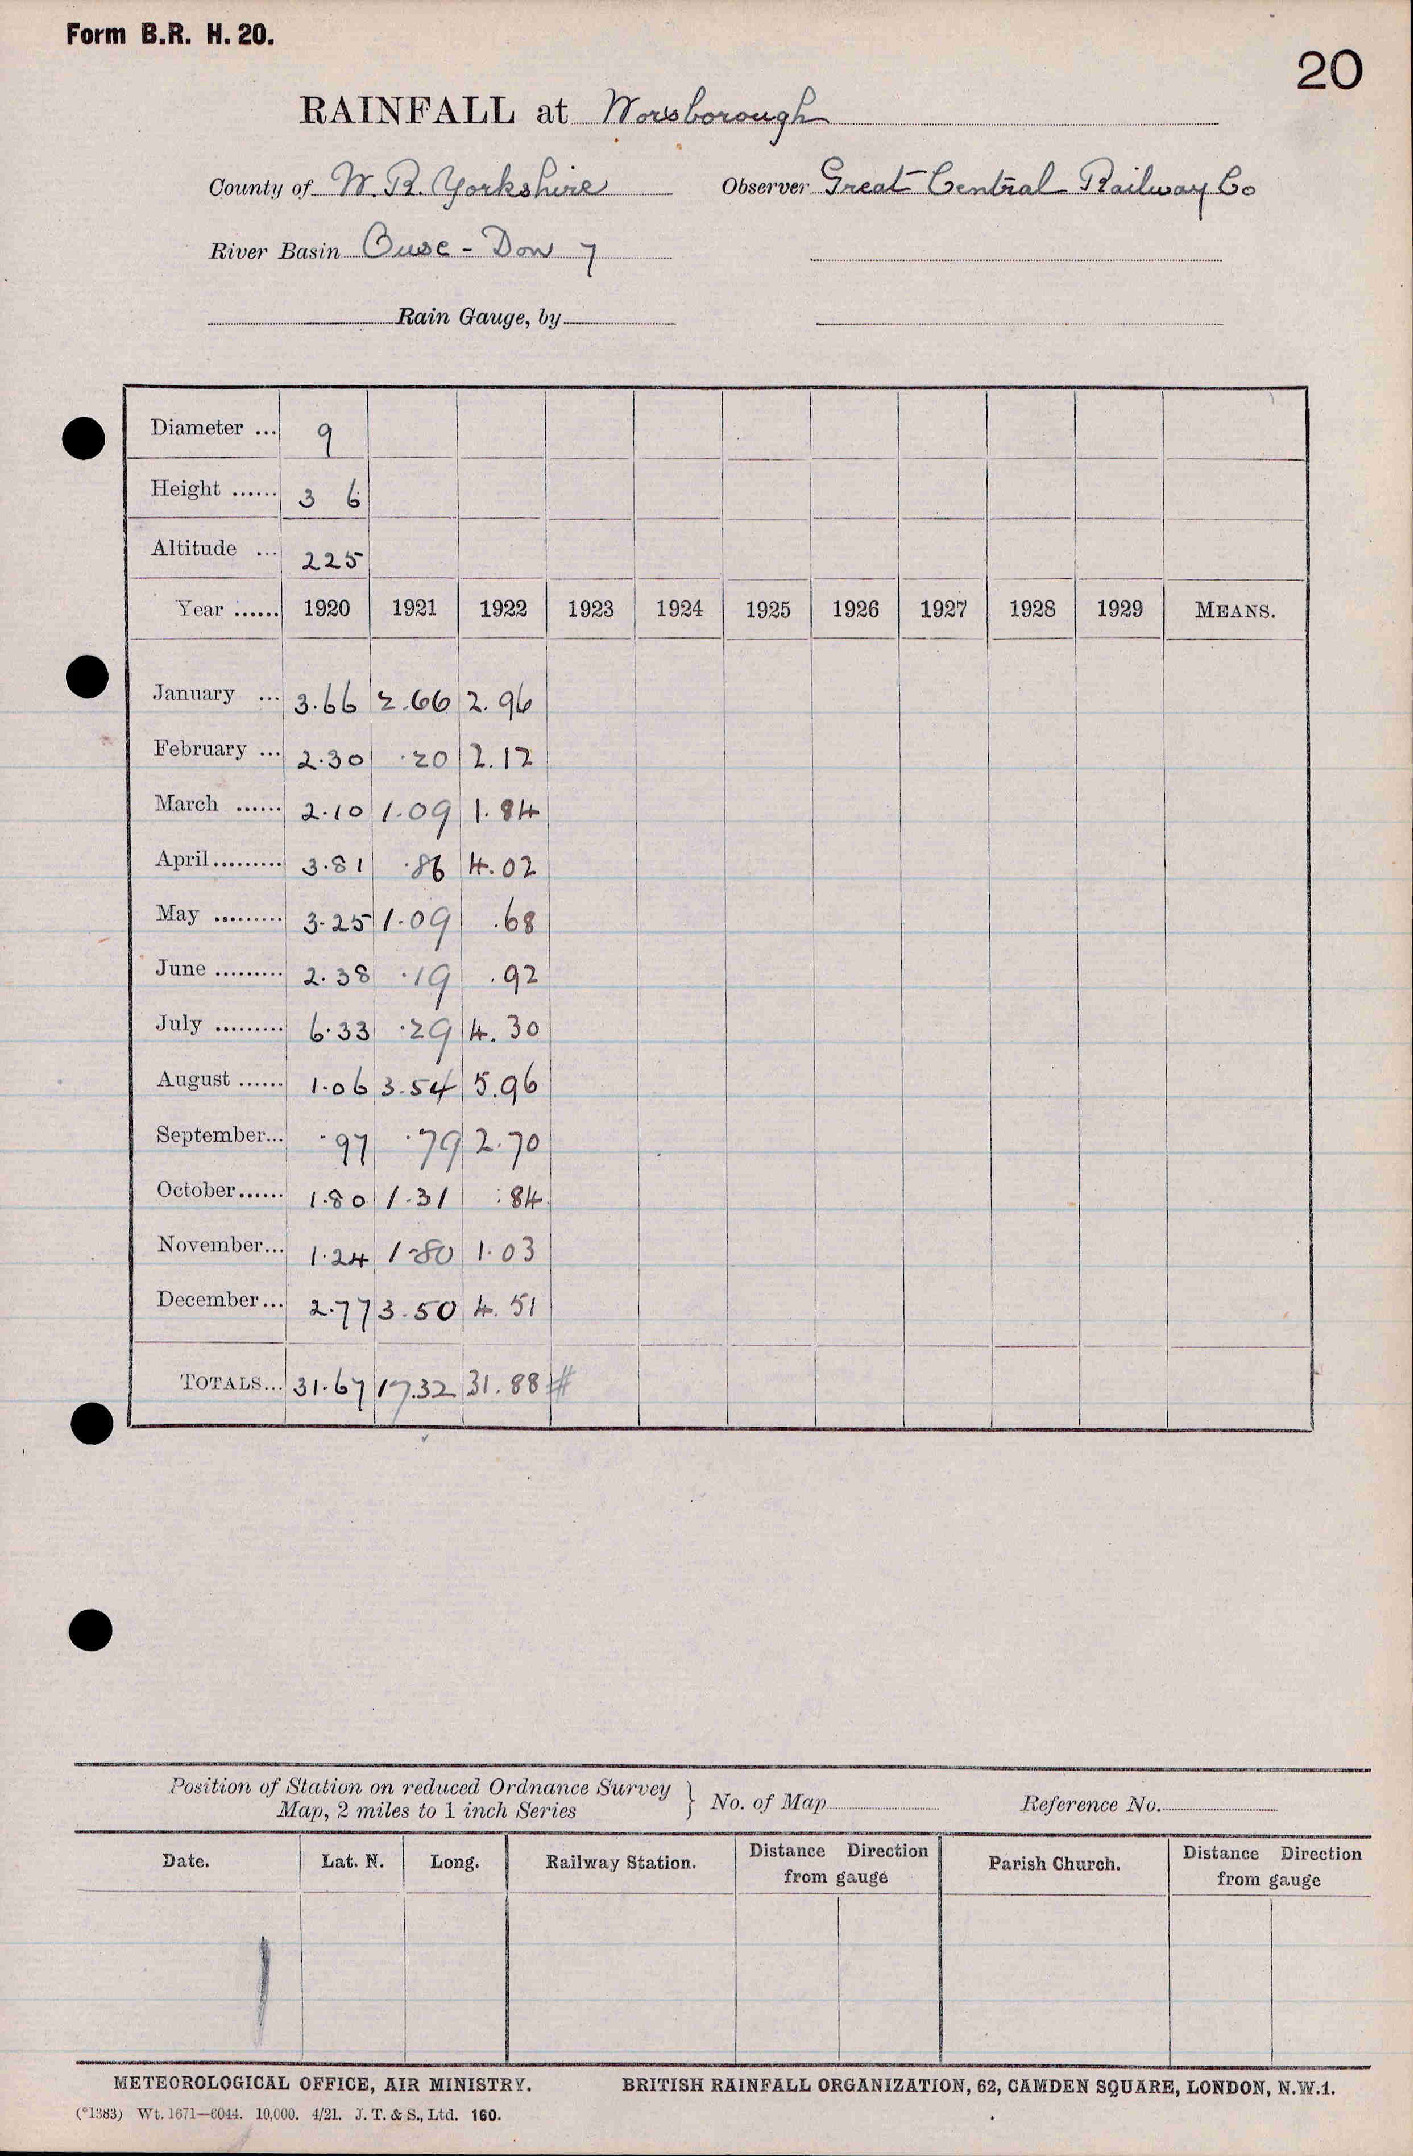 Form B.R. H. 20.
20
RAINFALL at Worsborough
County of W. R. Yorkshire Observer Great Central Railway Co
River Basin Ouse - Don 7
Rain Gauge, by
Diameter ... 9
Height ...... 3 6
Altitude ... 225
Year ...... 1920 1921 1922 1923 1924 1925 1926 1927 1928 1929 MEANS.
January ... 3.66 2.66 2.96
February ... 2.30 .20 2.12
March ...... 2.10 1.09 1.84
April ......... 3.81 .86 4.02
May ......... 3.25 1.09 .68
June ......... 2.38 .19 .92
July ......... 6.33 .29 4.30
August ...... 1.06 3.54 5.96
September... .97 .79 2.70
October...... 1.80 1.31 .84
November... 1.24 1.80 1.03
December... 2.77 3.50 4.51
TOTALS... 31.67 17.32 31.88 #
Position of Station on reduced Ordnance Survey
Map, 2 miles to 1 inch Series } No. of Map Reference No.
Date. Lat. N. Long. Railway Station. Distance Direction from gauge Parish Church. Distance Direction from gauge
METEOROLOGICAL OFFICE, AIR MINISTRY. BRITISH RAINFALL ORGANIZATION, 62, CAMDEN SQUARE, LONDON, N.W.1.
(*1383) Wt. 1671—6044. 10,000. 4/21. J. T. & S., Ltd. 160.